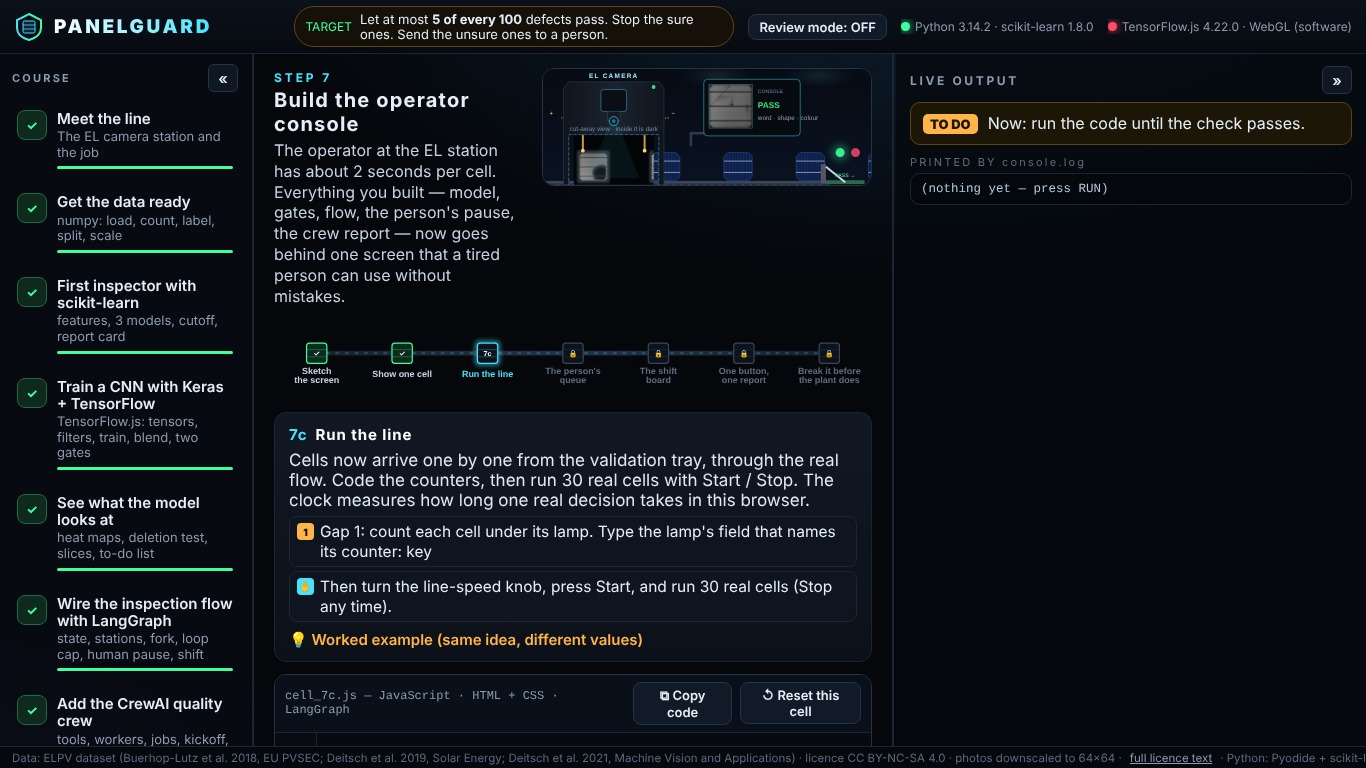 PANELGUARD
TARGET
Let at most 5 of every 100 defects pass. Stop the sure
ones. Send the unsure ones to a person.
Review mode: OFF
Python 3.14.2 · scikit-learn 1.8.0
TensorFlow.js 4.22.0 · WebGL (software)
COURSE
«
Meet the line
The EL camera station and
the job
Get the data ready
numpy: load, count, label,
split, scale
First inspector with
scikit-learn
features, 3 models, cutoff,
report card
Train a CNN with Keras
+ TensorFlow
TensorFlow.js: tensors,
filters, train, blend, two
gates
See what the model
looks at
heat maps, deletion test,
slices, to-do list
Wire the inspection flow
with LangGraph
state, stations, fork, loop
cap, human pause, shift
Add the CrewAI quality
crew
tools, workers, jobs, kickoff,
STEP 7
Build the operator
console
The operator at the EL station
has about 2 seconds per cell.
Everything you built — model,
gates, flow, the person's pause,
the crew report — now goes
behind one screen that a tired
person can use without
mistakes.
EL CAMERA
cut-away view · inside it is dark
CONSOLE
PASS
word · shape · colour
Sketch
the screen
Show one cell
7c
Run the line
The person's
queue
The shift
board
One button,
one report
Break it before
the plant does
7c Run the line
Cells now arrive one by one from the validation tray, through the real
flow. Code the counters, then run 30 real cells with Start / Stop. The
clock measures how long one real decision takes in this browser.
1 Gap 1: count each cell under its lamp. Type the lamp's field that names
its counter: key
Then turn the line-speed knob, press Start, and run 30 real cells (Stop
any time).
💡 Worked example (same idea, different values)
cell_7c.js — JavaScript · HTML + CSS ·
LangGraph
⧉ Copy
code
↺ Reset this
cell
LIVE OUTPUT
»
TO DO Now: run the code until the check passes.
PRINTED BY console.log
(nothing yet — press RUN)
Data: ELPV dataset (Buerhop-Lutz et al. 2018, EU PVSEC; Deitsch et al. 2019, Solar Energy; Deitsch et al. 2021, Machine Vision and Applications) · licence CC BY-NC-SA 4.0 · photos downscaled to 64×64 · full licence text · Python: Pyodide + scikit-